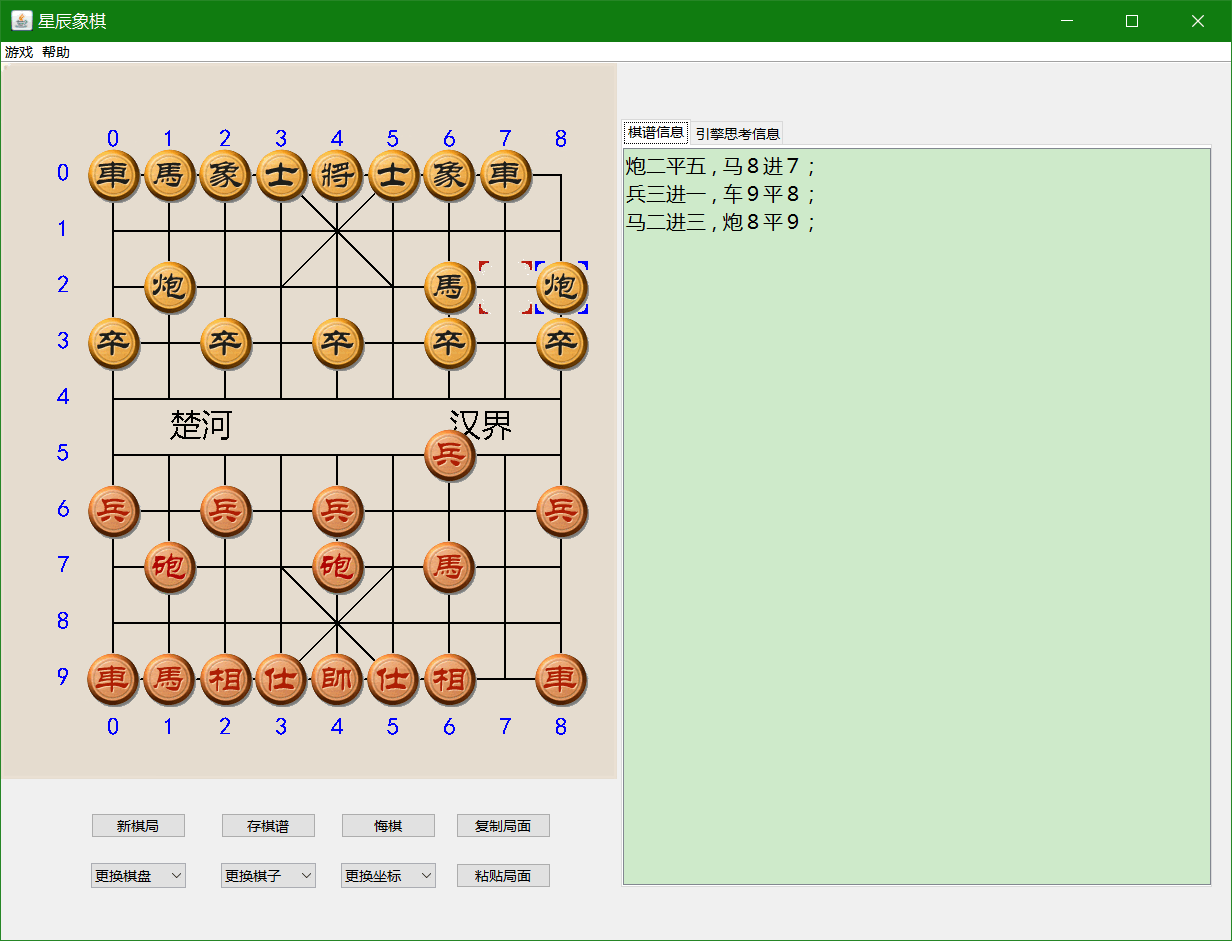 星辰象棋
游戏 帮助
棋谱信息 引擎思考信息
炮二平五 , 马８进７ ；
兵三进一 , 车９平８ ；
马二进三 , 炮８平９ ；
0 1 2 3 4 5 6 7 8
0 車 馬 象 士 將 士 象 車
1
2 炮 馬 炮
3 卒 卒 卒 卒 卒
4
楚河 汉界
5 兵
6 兵 兵 兵 兵
7 砲 砲 馬
8
9 車 馬 相 仕 帥 仕 相 車
0 1 2 3 4 5 6 7 8
新棋局 存棋谱 悔棋 复制局面
更换棋盘 更换棋子 更换坐标 粘贴局面